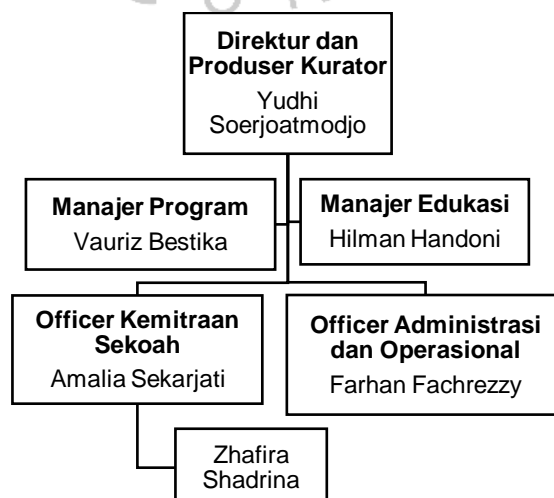 Direktur dan
Produser Kurator
Yudhi
Soerjoatmodjo
Manajer Program
Vauriz Bestika
Manajer Edukasi
Hilman Handoni
Officer Kemitraan
Sekoah
Amalia Sekarjati
Officer Administrasi
dan Operasional
Farhan Fachrezzy
Zhafira
Shadrina